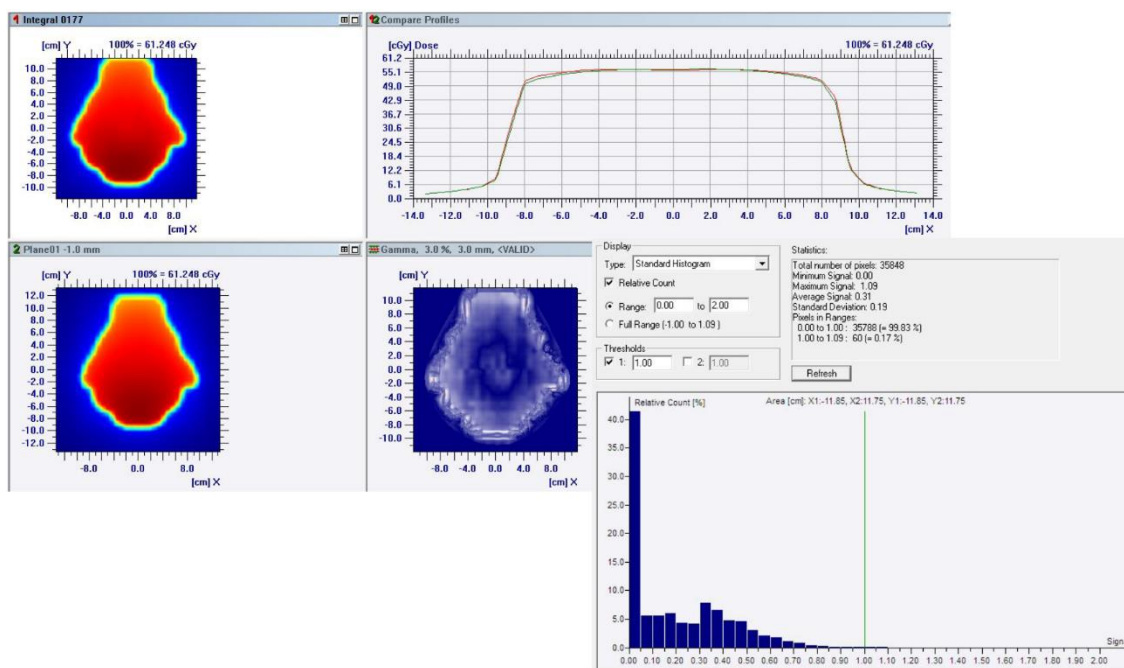 1 Integral 0177
[cm] Y 100% = 61.248 cGy
10.0
8.0
6.0
4.0
2.0
0.0
-2.0
-4.0
-6.0
-8.0
-10.0
-8.0 -4.0 0.0 4.0 8.0
[cm] X
12 Compare Profiles
[cGy] Dose 100% = 61.248 cGy
61.2
55.1
49.0
42.9
36.7
30.6
24.5
18.4
12.2
6.1
0.0
-14.0 -12.0 -10.0 -8.0 -6.0 -4.0 -2.0 0.0 2.0 4.0 6.0 8.0 10.0 12.0 14.0
[cm] X
2 Plane01 -1.0 mm
[cm] Y 100% = 61.248 cGy
12.0
10.0
8.0
6.0
4.0
2.0
0.0
-2.0
-4.0
-6.0
-8.0
-10.0
-12.0
-8.0 0.0 8.0
[cm] X
Gamma, 3.0 %, 3.0 mm, <VALID>
[cm] Y
10.0
8.0
6.0
4.0
2.0
0.0
-2.0
-4.0
-6.0
-8.0
-10.0
-8.0 -4.0 0.0 4.0 8.0
[cm] X
Display
Type: Standard Histogram
Relative Count
Range: 0.00 to 2.00
Full Range (-1.00 to 1.09 )
Thresholds
1: 1.00 2: 1.00
Statistics:
Total number of pixels: 35848
Minimum Signal: 0.00
Maximum Signal: 1.09
Average Signal: 0.31
Standard Deviation: 0.19
Pixels in Ranges:
0.00 to 1.00 : 35788 (= 99.83 %)
1.00 to 1.09 : 60 (= 0.17 %)
Refresh
Relative Count [%] Area [cm]: X1:-11.85, X2:11.75, Y1:-11.85, Y2:11.75
40.0
35.0
30.0
25.0
20.0
15.0
10.0
5.0
0.0
Sign
0.00 0.10 0.20 0.30 0.40 0.50 0.60 0.70 0.80 0.90 1.00 1.10 1.20 1.30 1.40 1.50 1.60 1.70 1.80 1.90 2.00